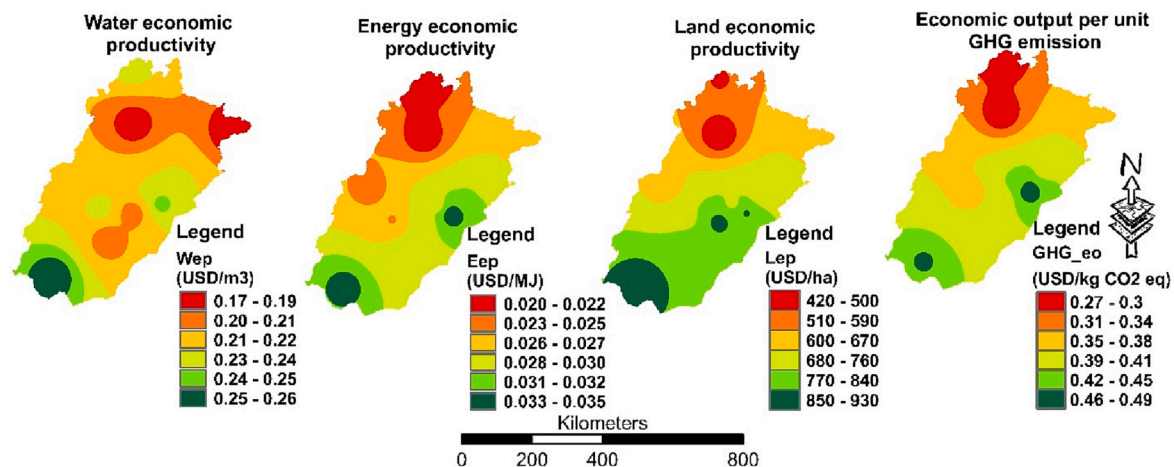 Water economic
productivity
Energy economic
productivity
Land economic
productivity
Economic output per unit
GHG emission
Legend
Wep
(USD/m3)
0.17 - 0.19
0.20 - 0.21
0.21 - 0.22
0.23 - 0.24
0.24 - 0.25
0.25 - 0.26
Legend
Eep
(USD/MJ)
0.020 - 0.022
0.023 - 0.025
0.026 - 0.027
0.028 - 0.030
0.031 - 0.032
0.033 - 0.035
Legend
Lep
(USD/ha)
420 - 500
510 - 590
600 - 670
680 - 760
770 - 840
850 - 930
N
Legend
GHG_eo
(USD/kg CO2 eq)
0.27 - 0.3
0.31 - 0.34
0.35 - 0.38
0.39 - 0.41
0.42 - 0.45
0.46 - 0.49
Kilometers
0 200 400 800